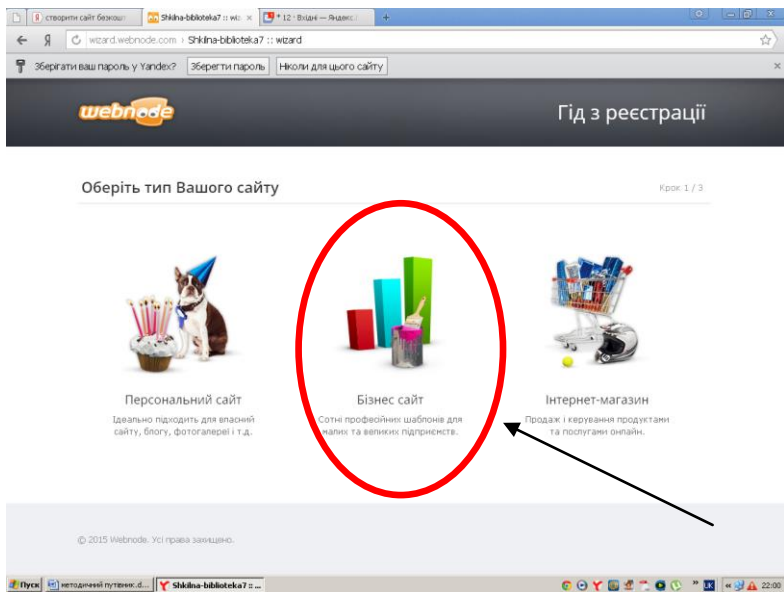 створити сайт безкошт
Shkilna-biblioteka7 :: wiz
* 12 · Вхідні — Яндекс.
wizard.webnode.com › Shkilna-biblioteka7 :: wizard
Зберігати ваш пароль у Yandex? Зберегти пароль Ніколи для цього сайту
webnode
Гід з реєстрації
Оберіть тип Вашого сайту
Крок 1 / 3
Персональний сайт
Ідеально підходить для власний
сайту, блогу, фотогалереї і т.д.
Бізнес сайт
Сотні професійних шаблонів для
малих та великих підприємств.
Інтернет-магазин
Продаж і керування продуктами
та послугами онлайн.
© 2015 Webnode. Усі права захищено.
Пуск
методичний путівник.d...
Shkilna-biblioteka7 :: ...
UK
22:00